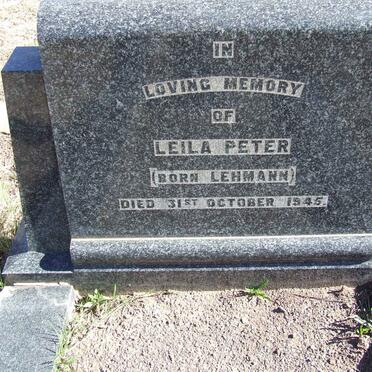 IN
LOVING MEMORY
OF
LEILA PETER
(BORN LEHMANN)
DIED 31ST OCTOBER 1945.